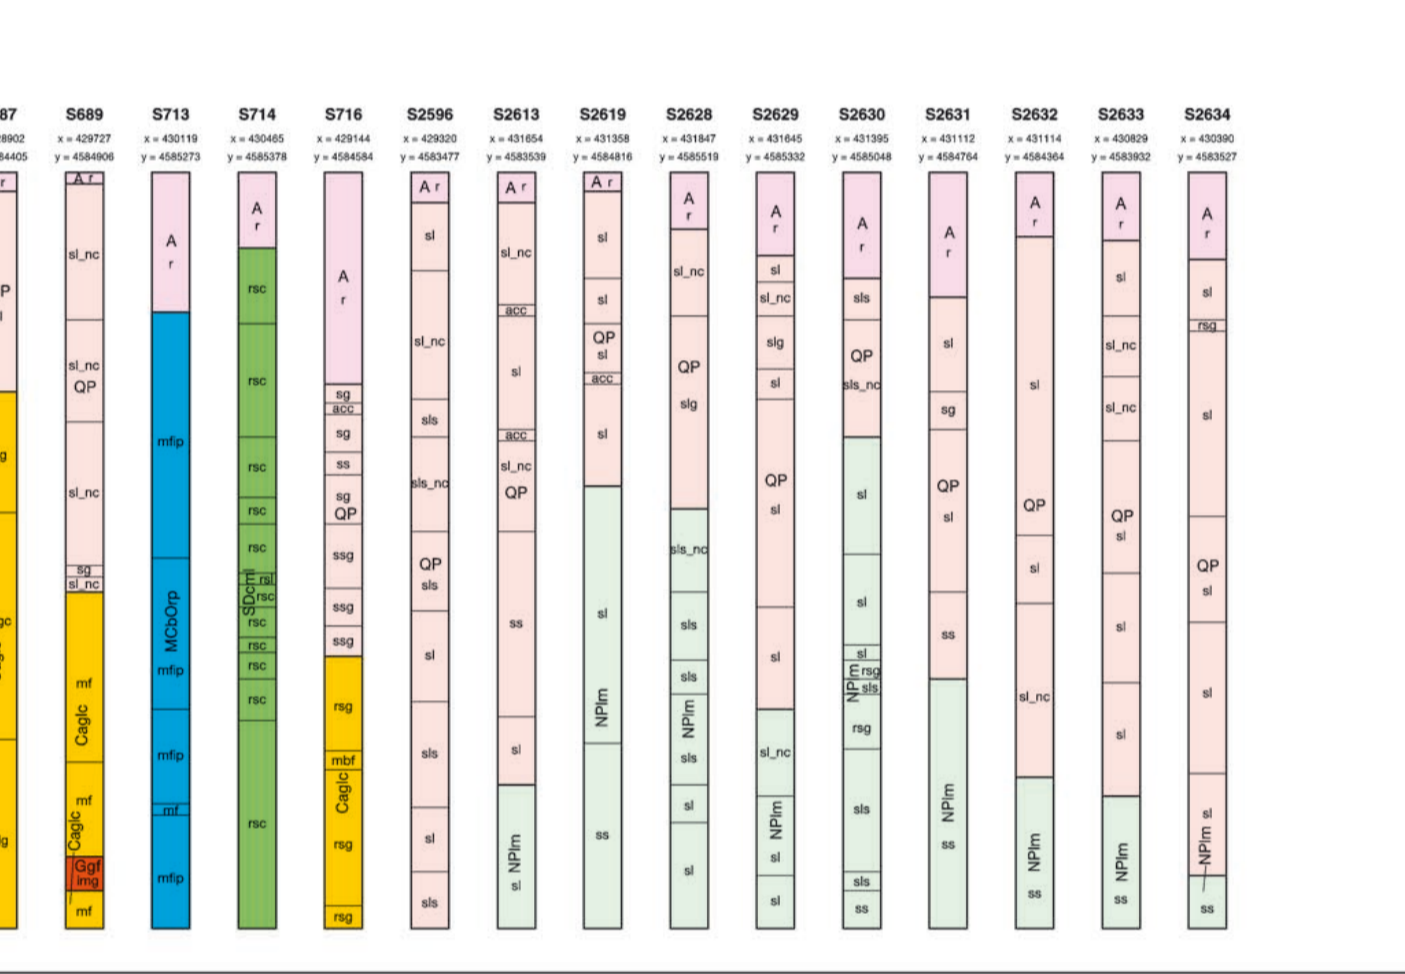 87 S689 S713 S714 S716 S2596 S2613 S2619 S2628 S2629 S2630 S2631 S2632 S2633 S2634
28902 x = 429727 x = 430119 x = 430465 x = 429144 x = 429320 x = 431654 x = 431358 x = 431847 x = 431645 x = 431395 x = 431112 x = 431114 x = 430829 x = 430390
84405 y = 4584906 y = 4585273 y = 4585378 y = 4584584 y = 4583477 y = 4583539 y = 4584816 y = 4585519 y = 4585332 y = 4585048 y = 4584764 y = 4584364 y = 4583932 y = 4583527
r
P
l
g
gc
lg
A r
sl_nc
sl_nc
QP
sl_nc
sg
sl_nc
mf
Caglc
mf
Caglc
Ggf
img
mf
A
r
mfip
MCbOrp
mfip
mfip
mf
mfip
A
r
rsc
rsc
rsc
rsc
rsc
SDcml
rsl
rsc
rsc
rsc
rsc
rsc
rsc
A
r
sg
acc
sg
ss
sg
QP
ssg
ssg
ssg
rsg
mbf
Caglc
rsg
rsg
A r
sl
sl_nc
sls
sls_nc
QP
sls
sl
sls
sl
sls
A r
sl_nc
acc
sl
acc
sl_nc
QP
ss
sl
NPlm
sl
A r
sl
sl
QP
sl
acc
sl
sl
NPlm
ss
A
r
sl_nc
QP
slg
sls_nc
sls
sls
NPlm
sls
sl
sl
A
r
sl
sl_nc
slg
sl
QP
sl
sl
sl_nc
NPlm
sl
sl
A
r
sls
QP
sls_nc
sl
sl
sl
NPlm
rsg
sls
rsg
sls
sls
ss
A
r
sl
sg
QP
sl
ss
NPlm
ss
A
r
sl
QP
sl
sl_nc
NPlm
ss
A
r
sl
sl_nc
sl_nc
QP
sl
sl
sl
NPlm
ss
A
r
sl
rsg
sl
QP
sl
sl
sl
NPlm
ss